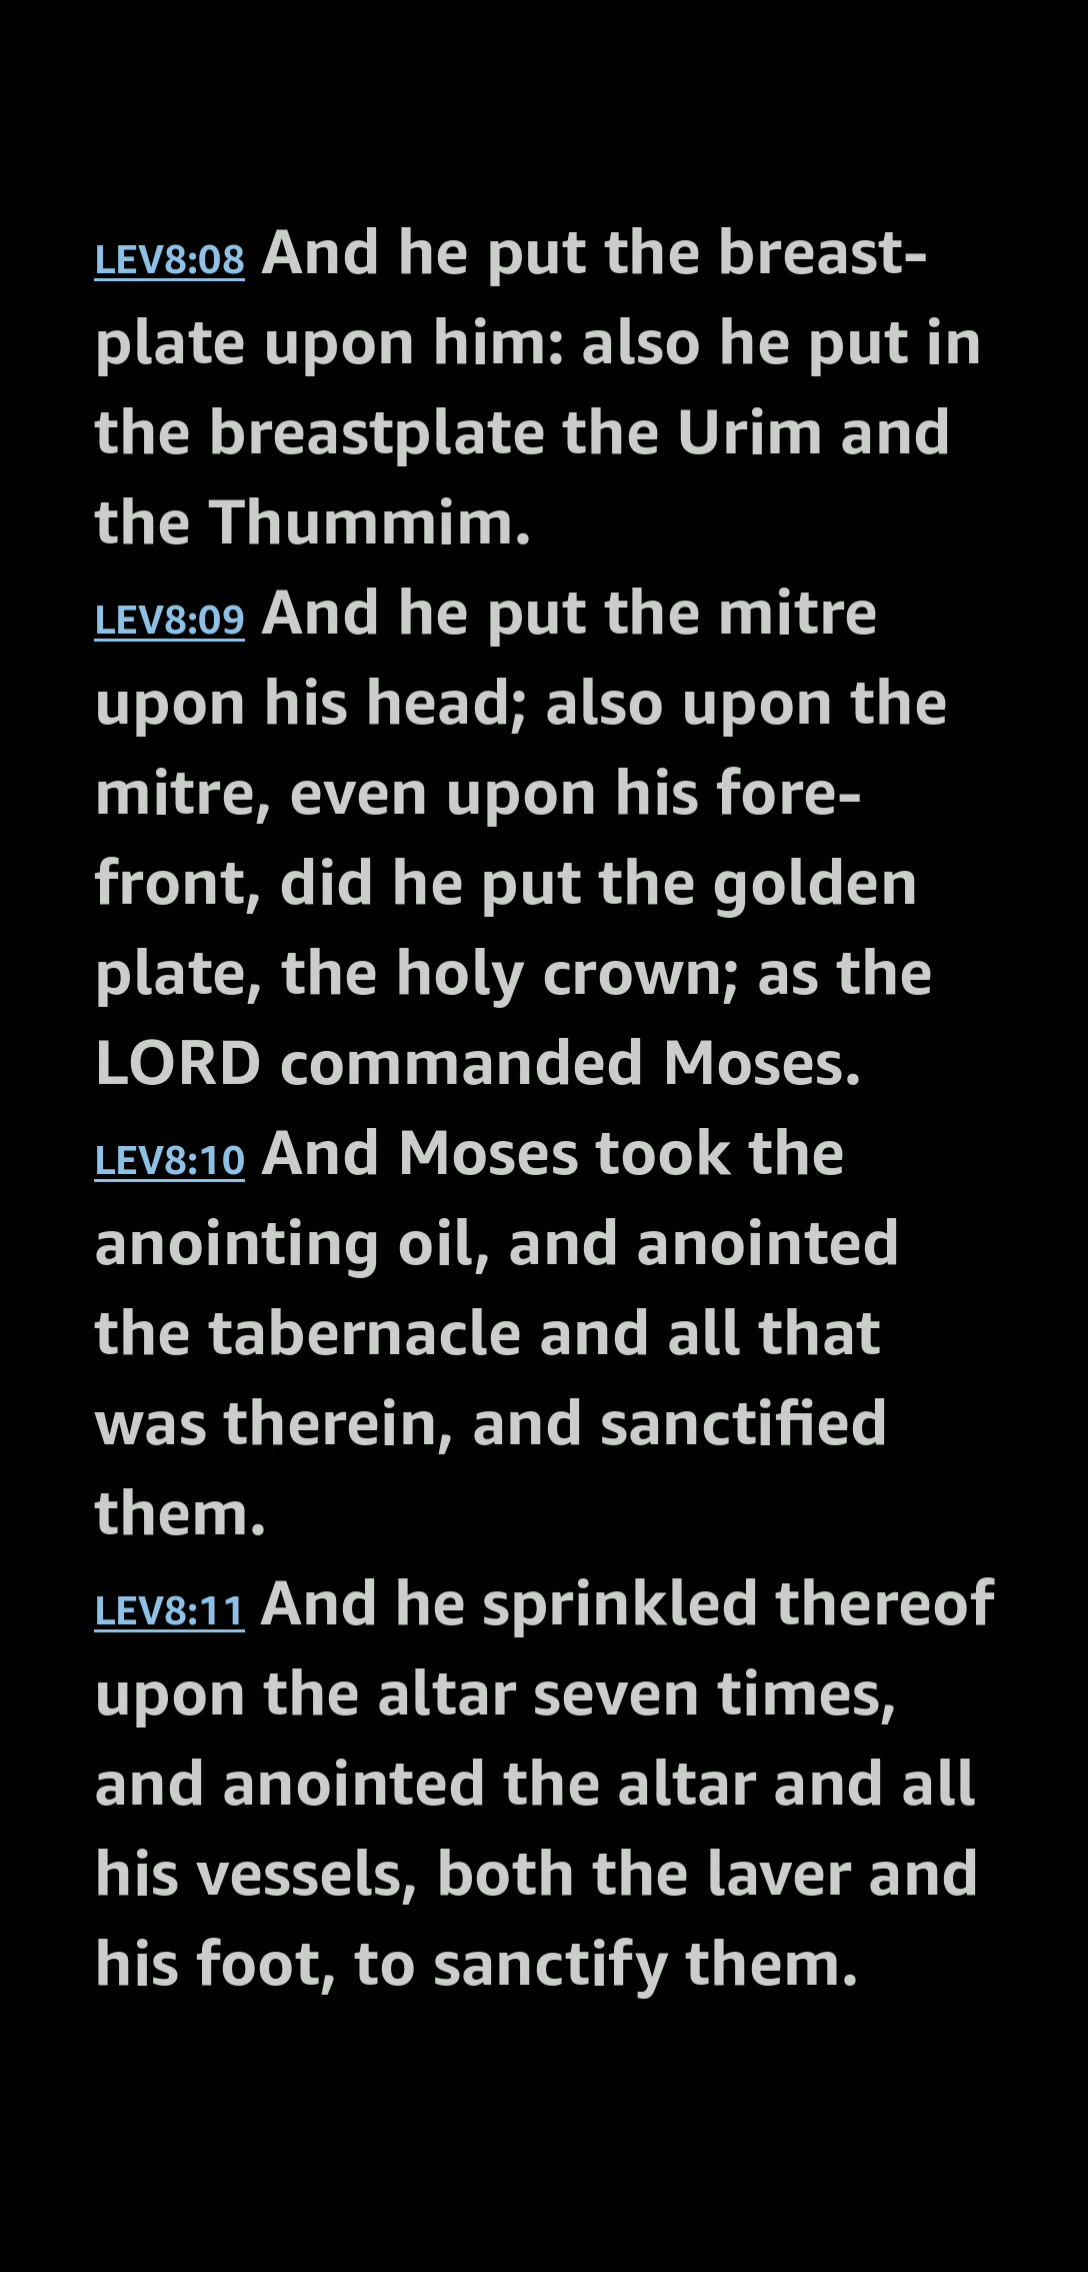 LEV8:08 And he put the breast-
plate upon him: also he put in
the breastplate the Urim and
the Thummim.
LEV8:09 And he put the mitre
upon his head; also upon the
mitre, even upon his fore-
front, did he put the golden
plate, the holy crown; as the
LORD commanded Moses.
LEV8:10 And Moses took the
anointing oil, and anointed
the tabernacle and all that
was therein, and sanctified
them.
LEV8:11 And he sprinkled thereof
upon the altar seven times,
and anointed the altar and all
his vessels, both the laver and
his foot, to sanctify them.